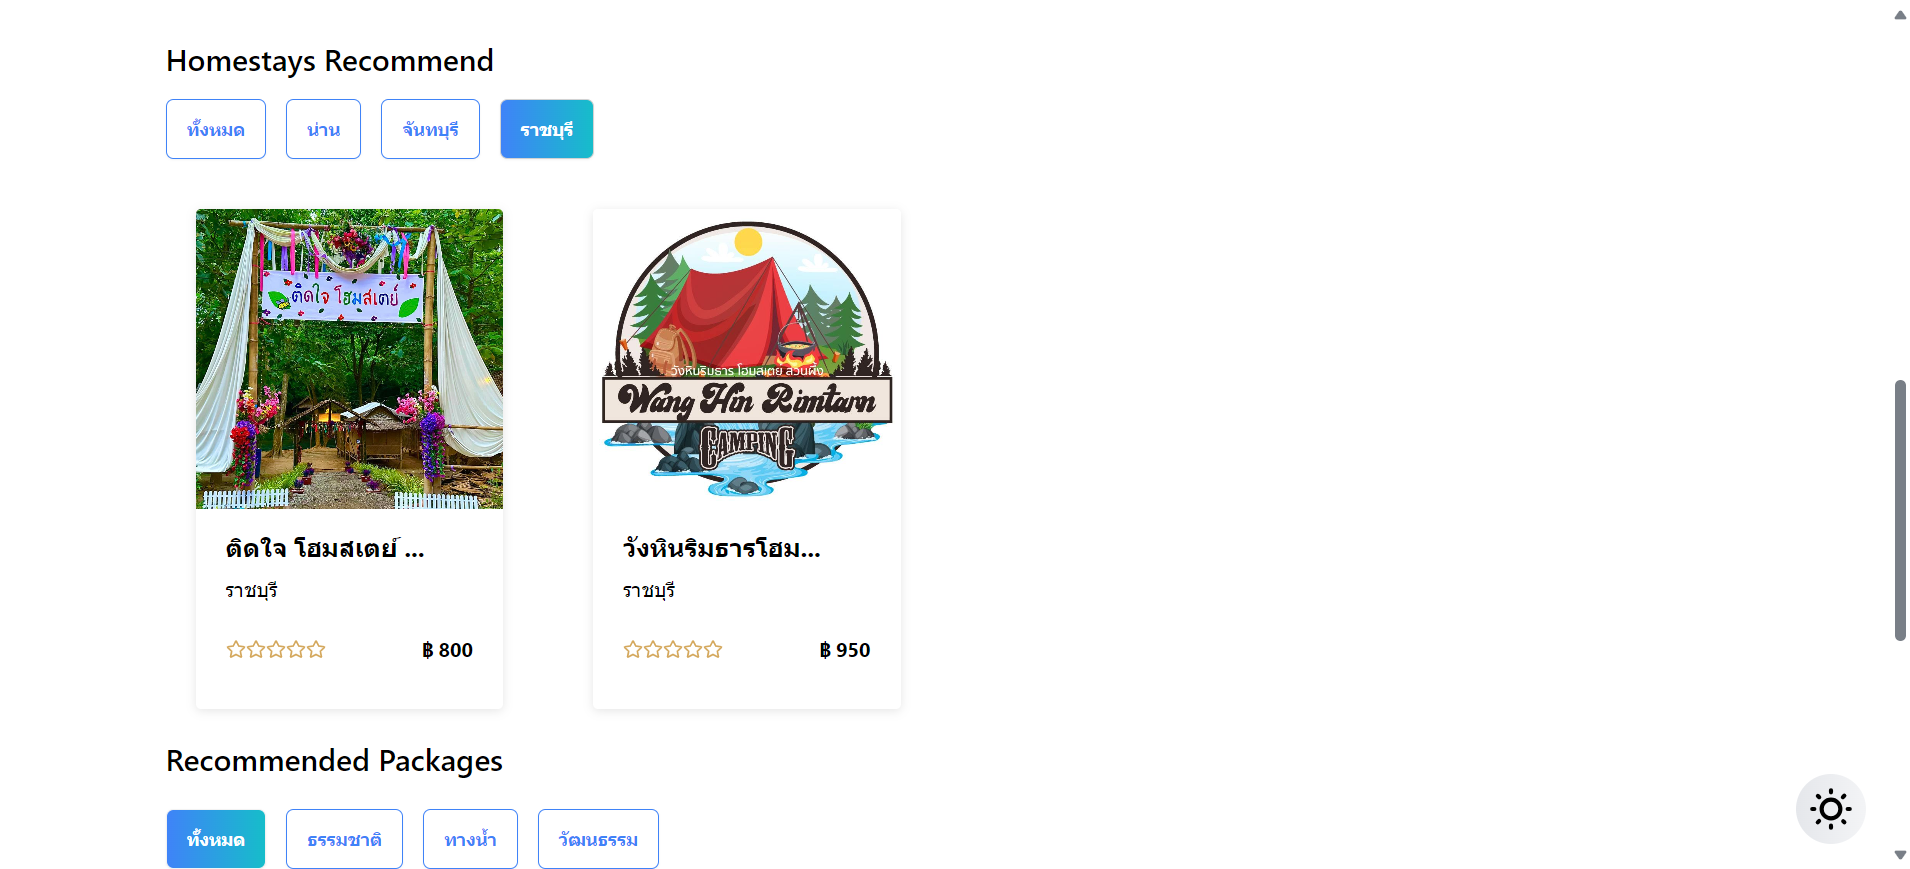 Homestays Recommend
ทั้งหมด
น่าน
จันทบุรี
ราชบุรี
ติดใจ โฮมสเตย์
วังหินริมธาร โฮมสเตย์ สวนผึ้ง
Wang Hin Rimtarn
CAMPING
ติดใจ โฮมสเตย์ ...
ราชบุรี
฿ 800
วังหินริมธารโฮม...
ราชบุรี
฿ 950
Recommended Packages
ทั้งหมด
ธรรมชาติ
ทางน้ำ
วัฒนธรรม